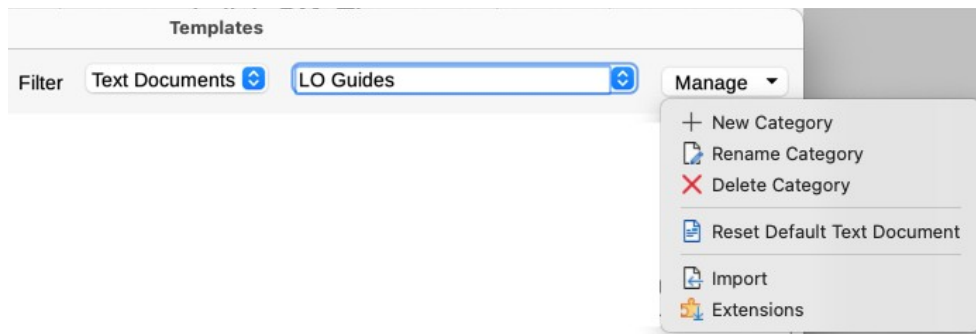 Templates
Filter Text Documents LO Guides Manage
New Category
Rename Category
Delete Category
Reset Default Text Document
Import
Extensions